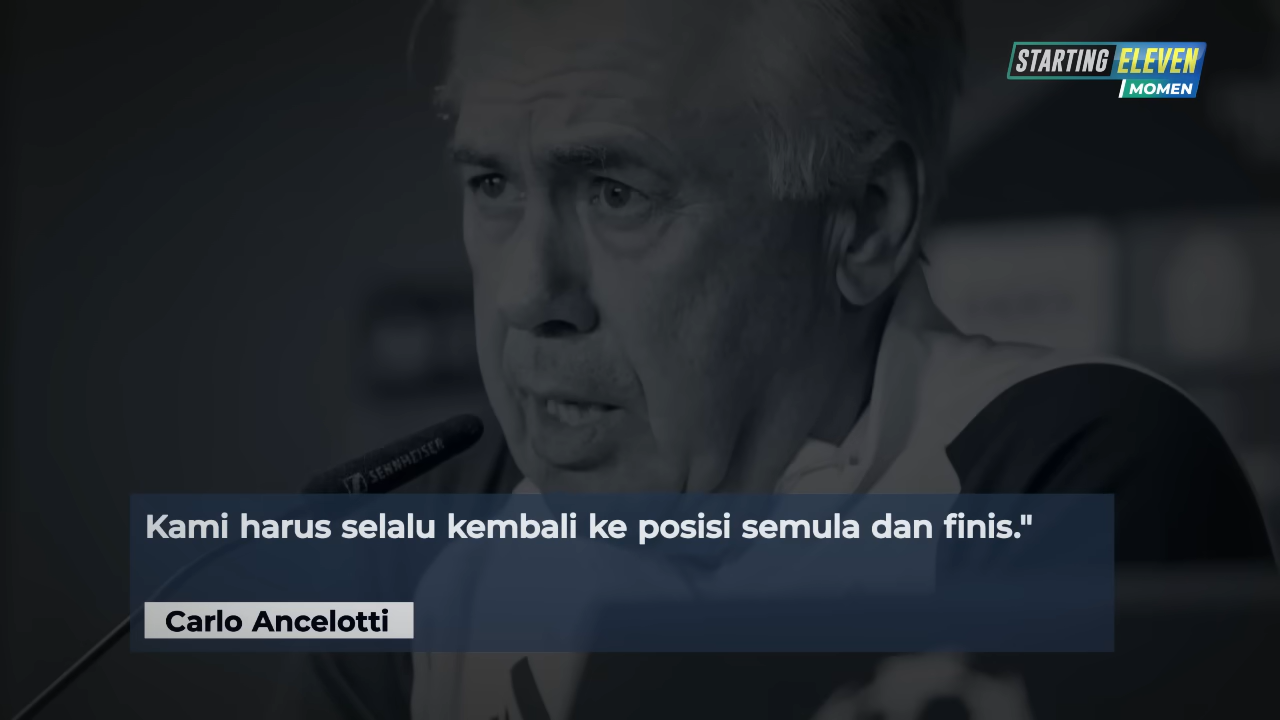 STARTING ELEVEN
MOMEN
SENNHEISER
Kami harus selalu kembali ke posisi semula dan finis."
Carlo Ancelotti